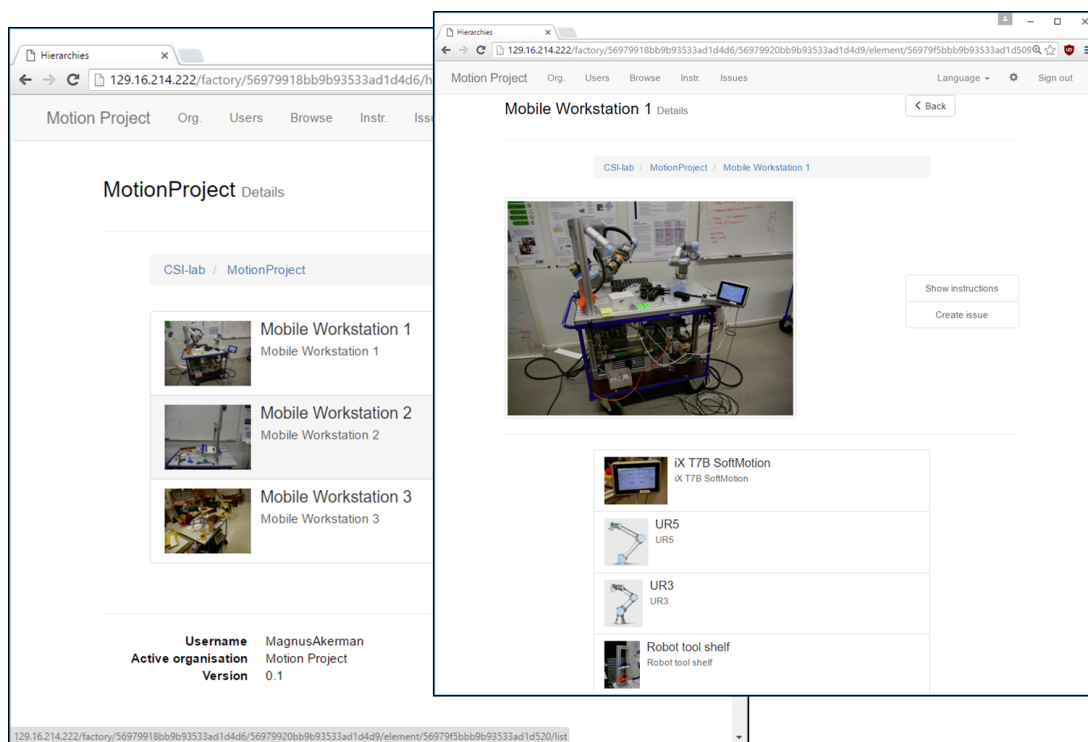 Hierarchies
129.16.214.222/factory/56979918bb9b93533ad1d4d6/h
Motion Project Org. Users Browse Instr. Issu
MotionProject Details
CSI-lab / MotionProject
Mobile Workstation 1
Mobile Workstation 1
Mobile Workstation 2
Mobile Workstation 2
Mobile Workstation 3
Mobile Workstation 3
Username MagnusAkerman
Active organisation Motion Project
Version 0.1
129.16.214.222/factory/56979918bb9b93533ad1d4d6/56979920bb9b93533ad1d4d9/element/56979f5bbb9b93533ad1d520/list
Hierarchies
129.16.214.222/factory/56979918bb9b93533ad1d4d6/56979920bb9b93533ad1d4d9/element/56979f5bbb9b93533ad1d509
Motion Project Org. Users Browse Instr. Issues Language Sign out
Mobile Workstation 1 Details
Back
CSI-lab / MotionProject / Mobile Workstation 1
Show instructions
Create issue
iX T7B SoftMotion
iX T7B SoftMotion
UR5
UR5
UR3
UR3
Robot tool shelf
Robot tool shelf